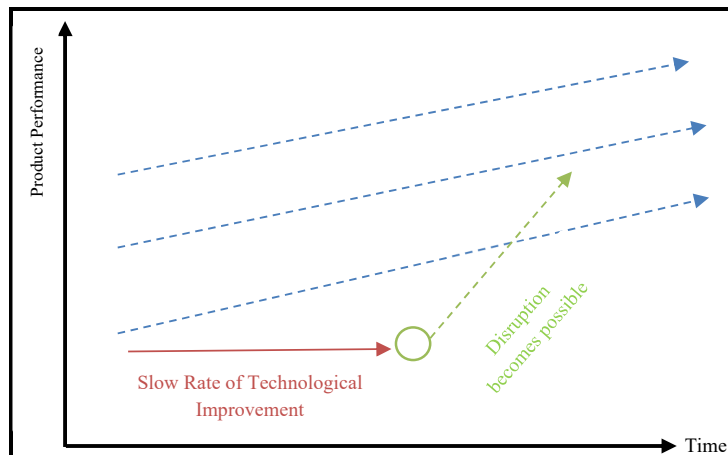 Product Performance
Disruption
becomes possible
Slow Rate of Technological
Improvement
Time